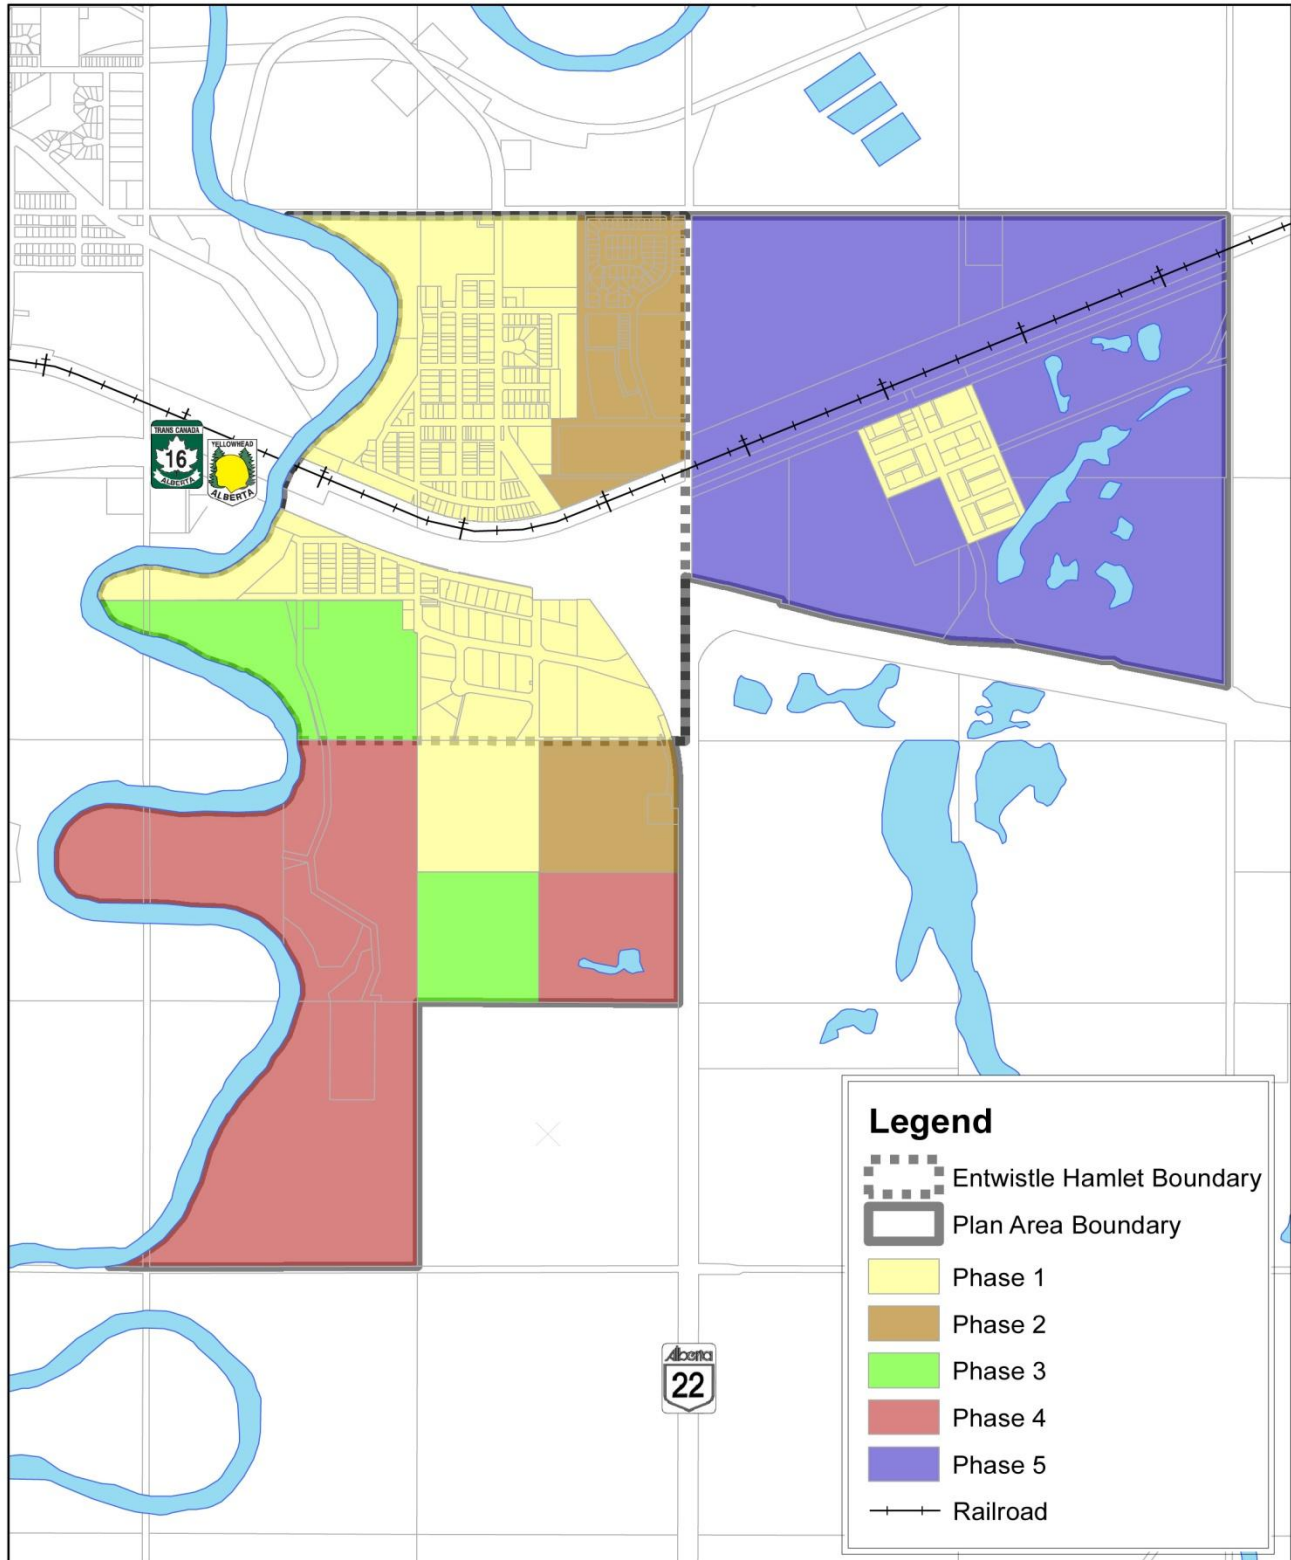 TRANS CANADA
16
ALBERTA
YELLOWHEAD
ALBERTA
Legend
Entwistle Hamlet Boundary
Plan Area Boundary
Phase 1
Phase 2
Phase 3
Phase 4
Phase 5
Railroad
Alberta
22